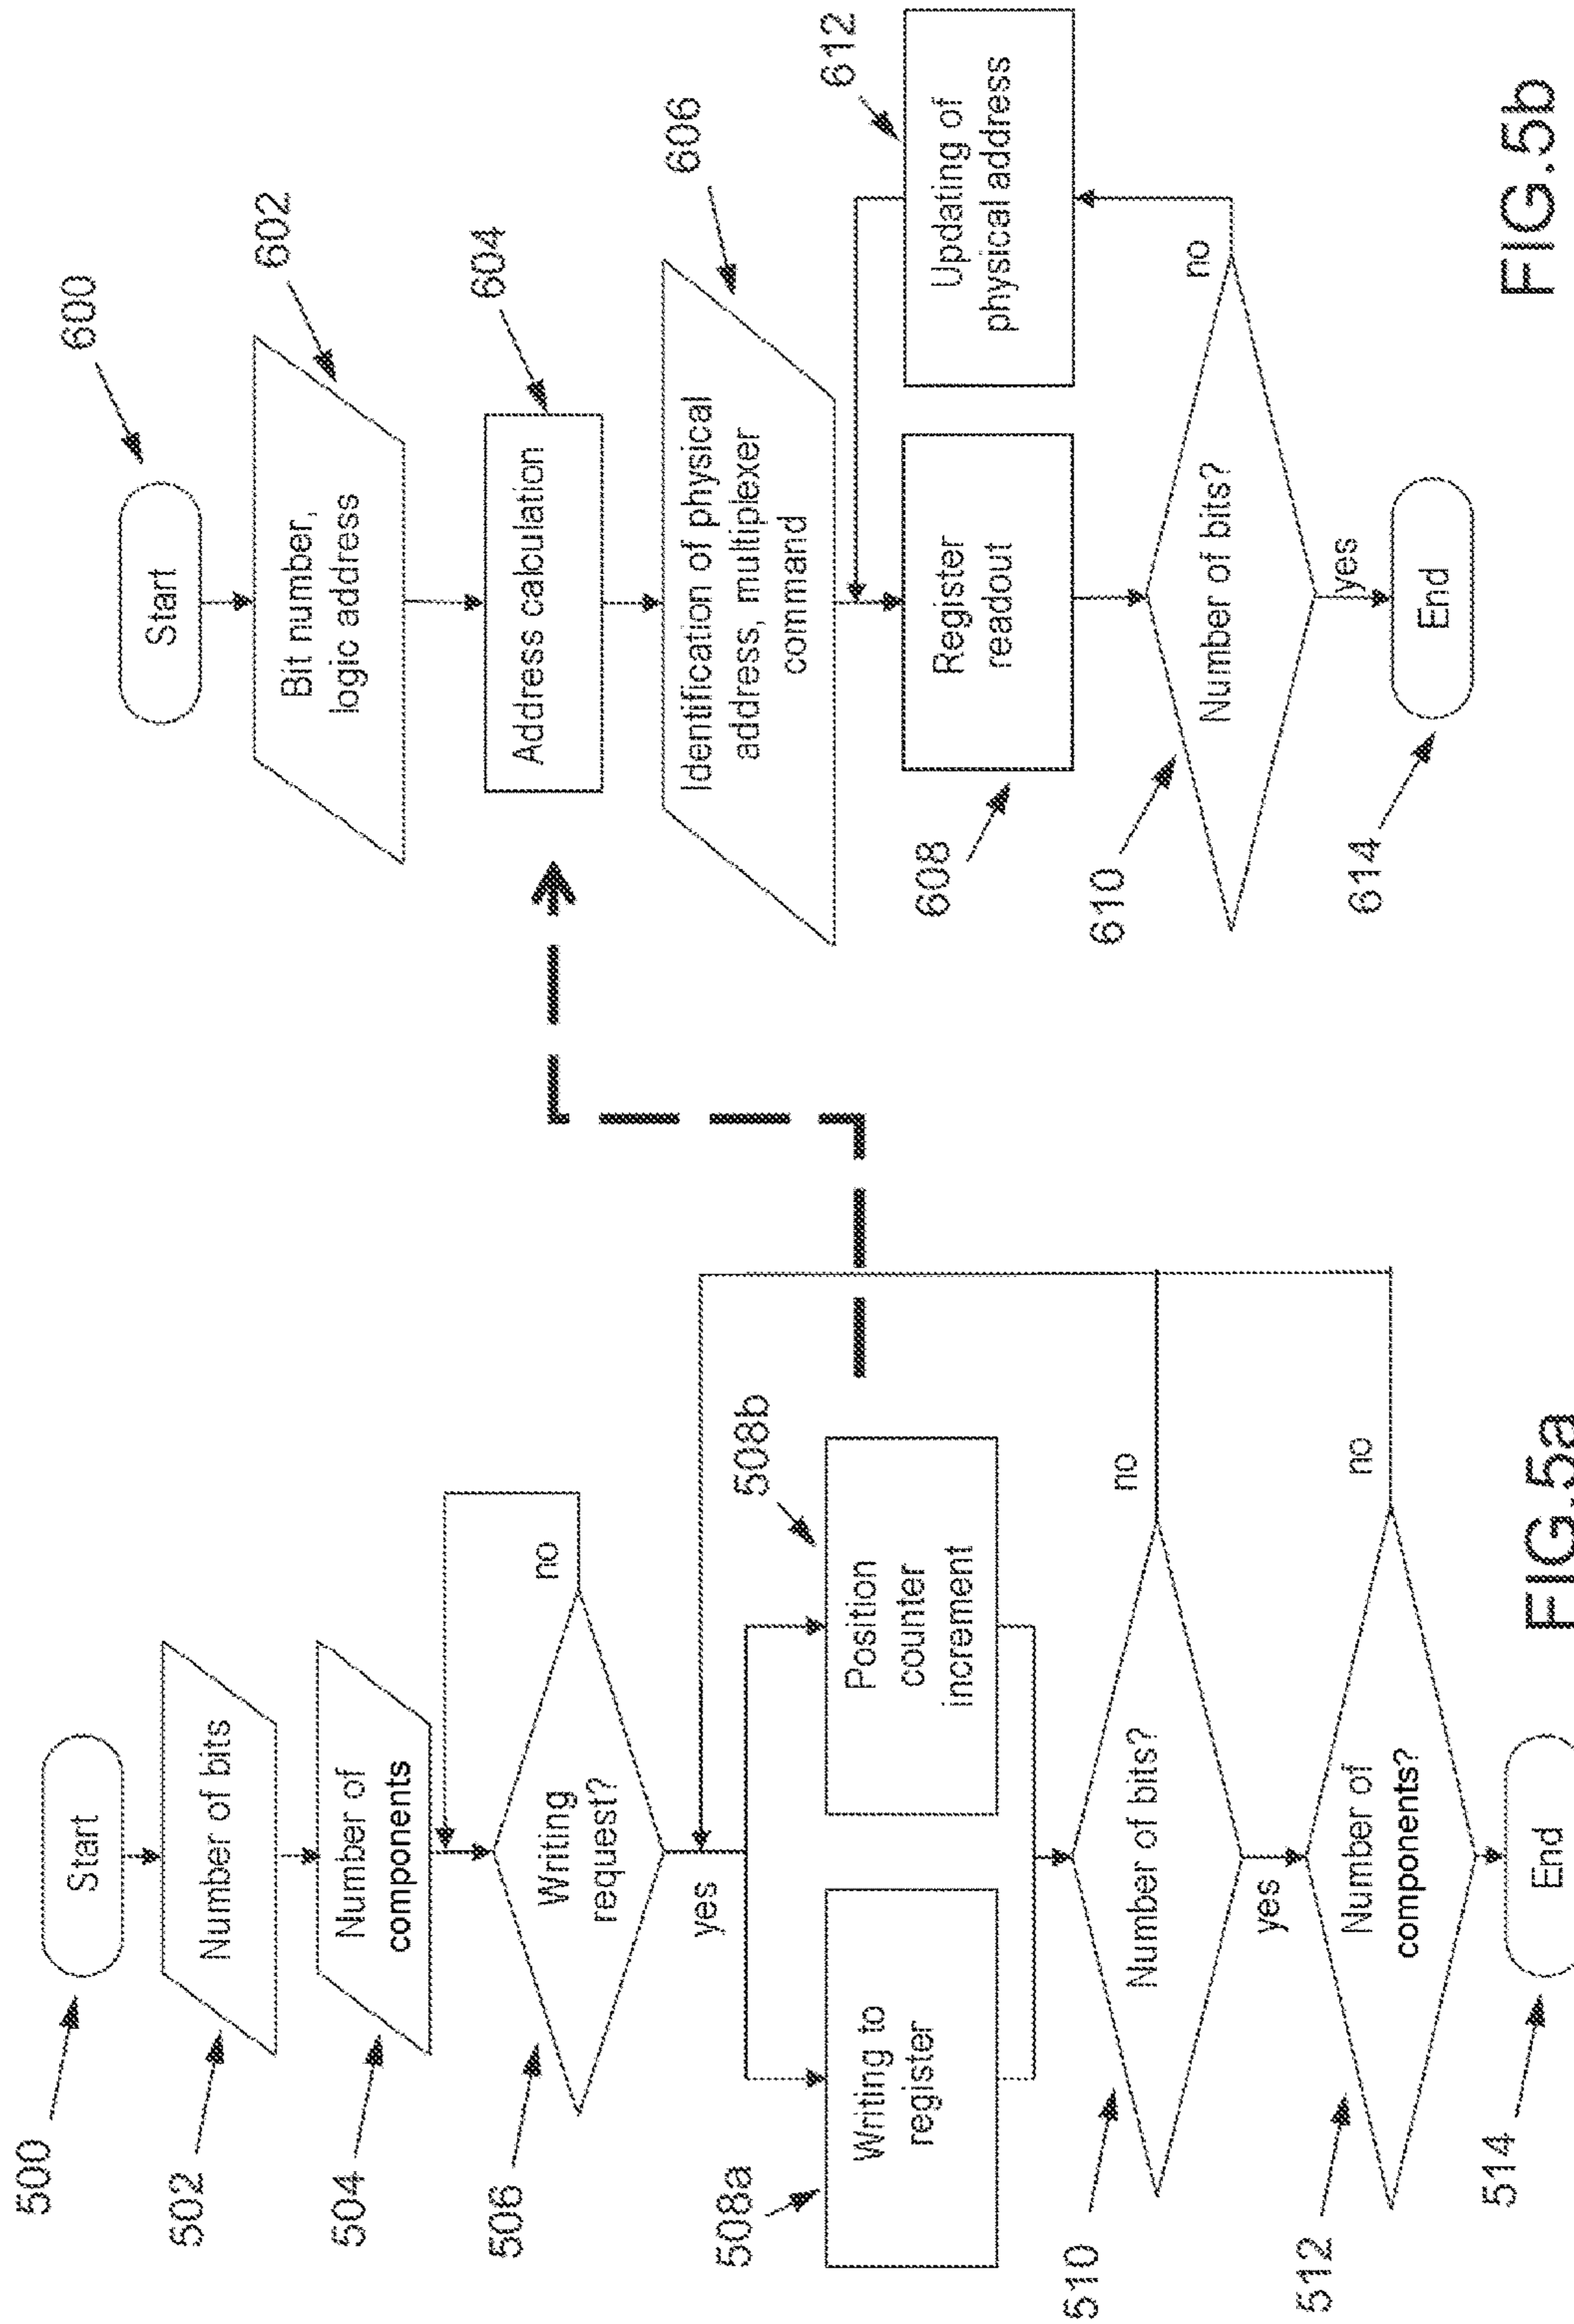 500
Start
502
Number of bits
504
Number of
components
506
Writing
request?
no
yes
508a
Writing to
register
508b
Position
counter
increment
510
Number of bits?
no
yes
512
Number of
components?
no
514
End
FIG.5a
600
Start
602
Bit number,
logic address
604
Address calculation
606
Identification of physical
address, multiplexer
command
608
Register
readout
612
Updating of
physical address
610
Number of bits?
no
yes
614
End
FIG.5b